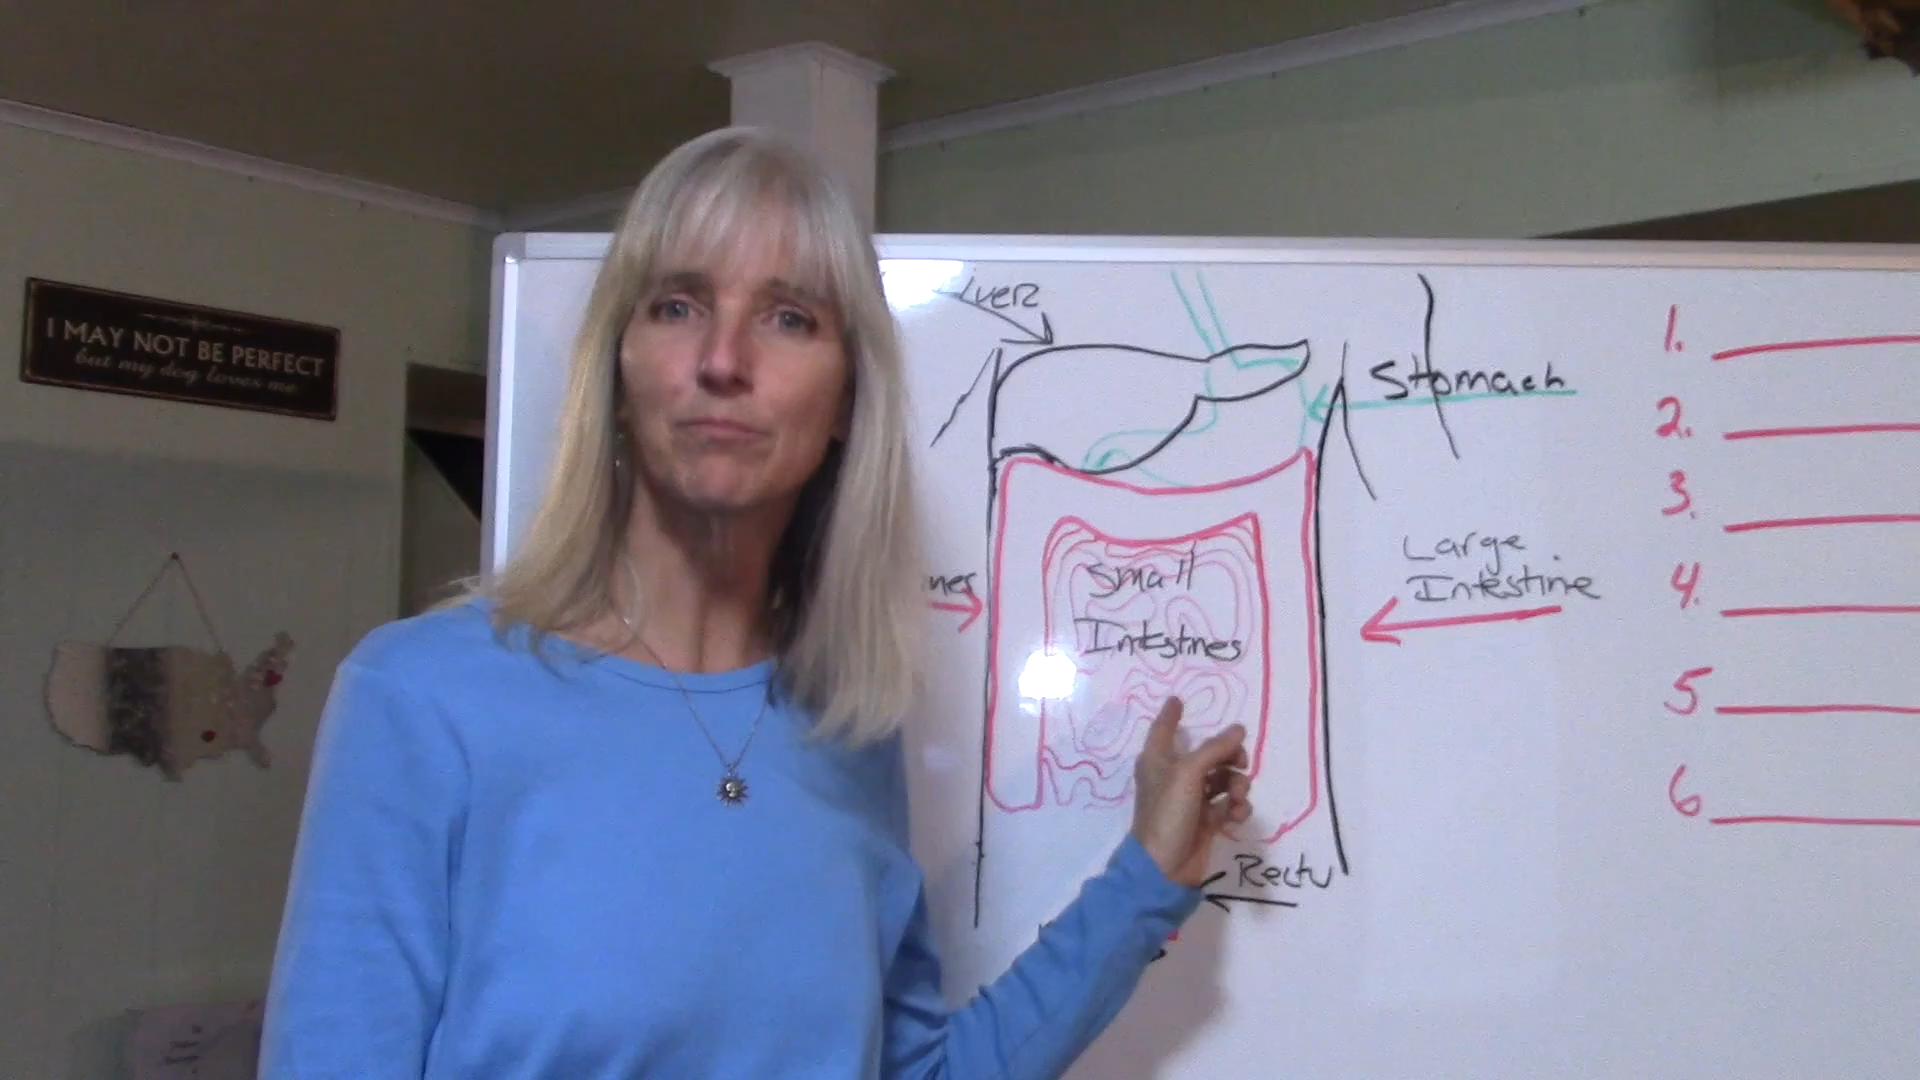 I MAY NOT BE PERFECT
but my dog loves me
Stomach
Large
Intestine
Small
Intestines
Rectu
1.
2.
3.
4.
5
6